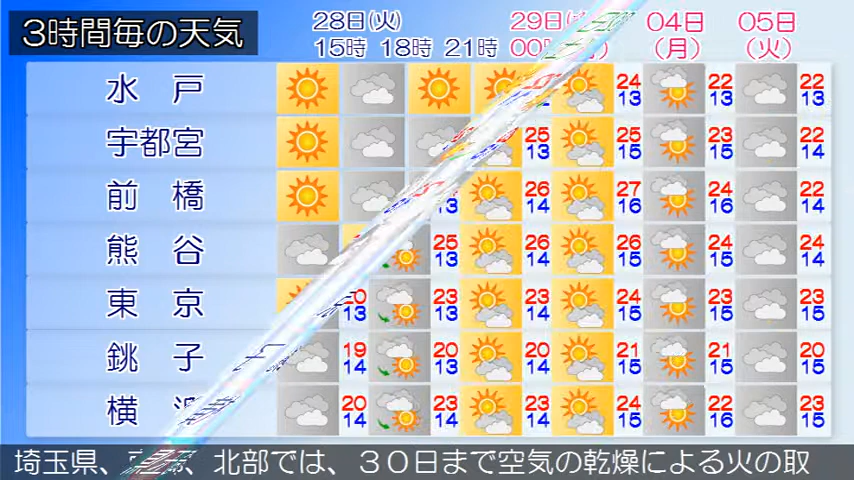 3時間毎の天気
28日(火) 29日 04日 05日
15時 18時 21時 00 (月) (火)
水戸 24 13 22 13 22 13
宇都宮 25 13 25 15 23 15 22 14
前橋 13 26 14 27 16 24 16 22 14
熊谷 25 13 26 14 26 15 24 15 24 14
東京 20 13 23 13 23 14 24 15 23 15 23 15
銚子 19 14 20 13 20 14 21 15 21 15 20 15
横 20 14 23 14 23 14 24 15 22 16 23 15
埼玉県、 、北部では、３０日まで空気の乾燥による火の取